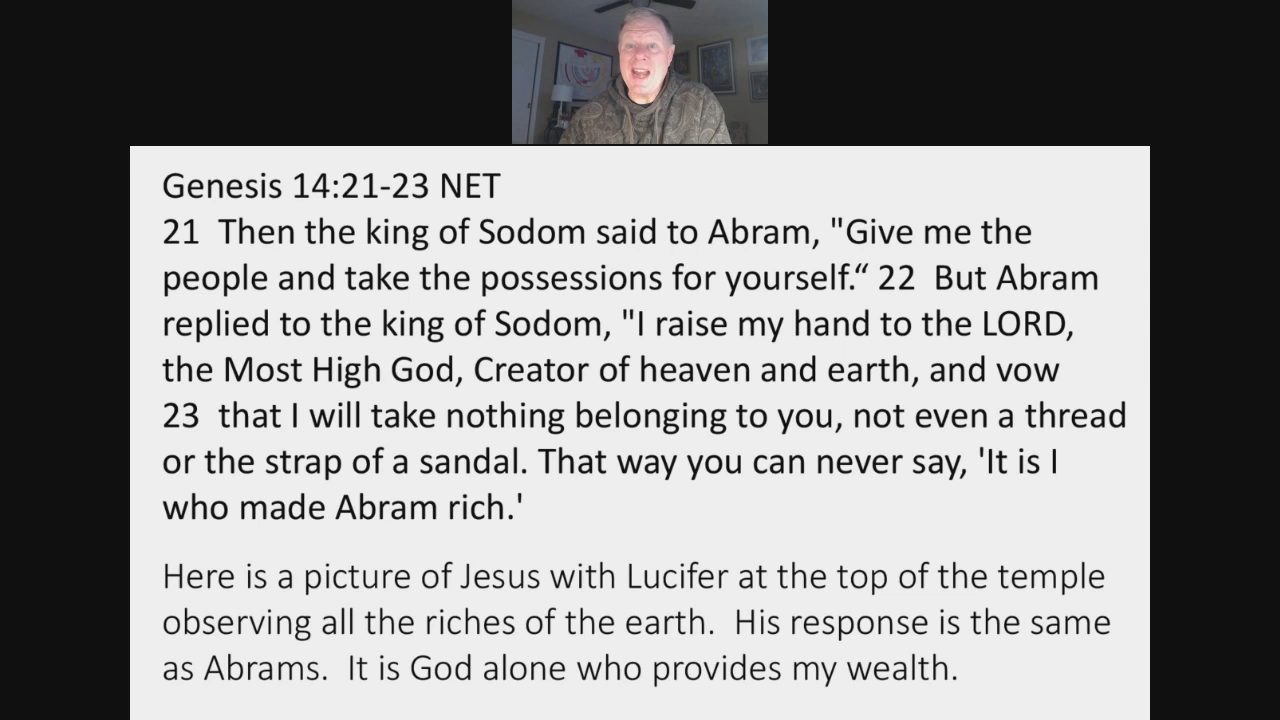 Genesis 14:21-23 NET
21  Then the king of Sodom said to Abram, "Give me the
people and take the possessions for yourself.“ 22  But Abram
replied to the king of Sodom, "I raise my hand to the LORD,
the Most High God, Creator of heaven and earth, and vow
23  that I will take nothing belonging to you, not even a thread
or the strap of a sandal. That way you can never say, 'It is I
who made Abram rich.'
Here is a picture of Jesus with Lucifer at the top of the temple
observing all the riches of the earth.  His response is the same
as Abrams.  It is God alone who provides my wealth.